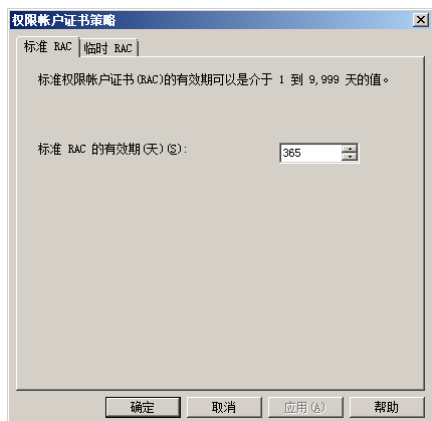 权限帐户证书策略
标准 RAC 临时 RAC
标准权限帐户证书(RAC)的有效期可以是介于 1 到 9,999 天的值。
标准 RAC 的有效期(天)(S): 365
确定 取消 应用(A) 帮助